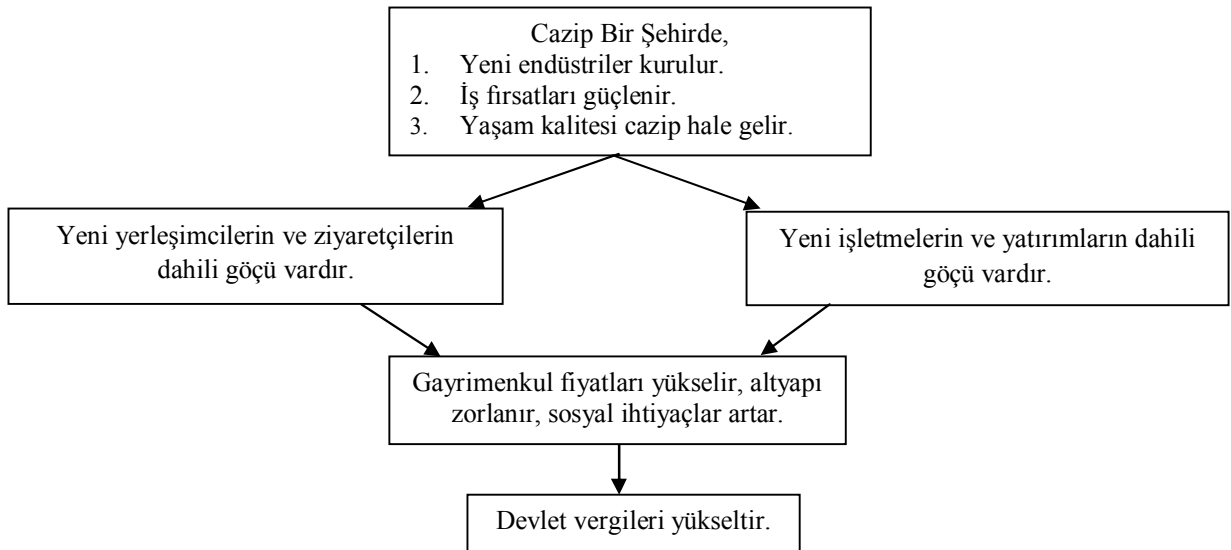 Cazip Bir Şehirde,
1. Yeni endüstriler kurulur.
2. İş fırsatları güçlenir.
3. Yaşam kalitesi cazip hale gelir.
Yeni yerleşimcilerin ve ziyaretçilerin
dahili göçü vardır.
Yeni işletmelerin ve yatırımların dahili
göçü vardır.
Gayrimenkul fiyatları yükselir, altyapı
zorlanır, sosyal ihtiyaçlar artar.
Devlet vergileri yükseltir.